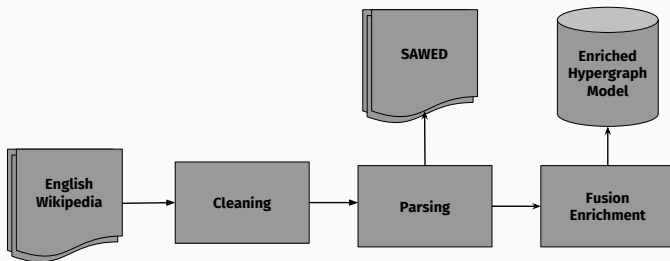 SAWED
Enriched
Hypergraph
Model
English
Wikipedia
Cleaning
Parsing
Fusion
Enrichment